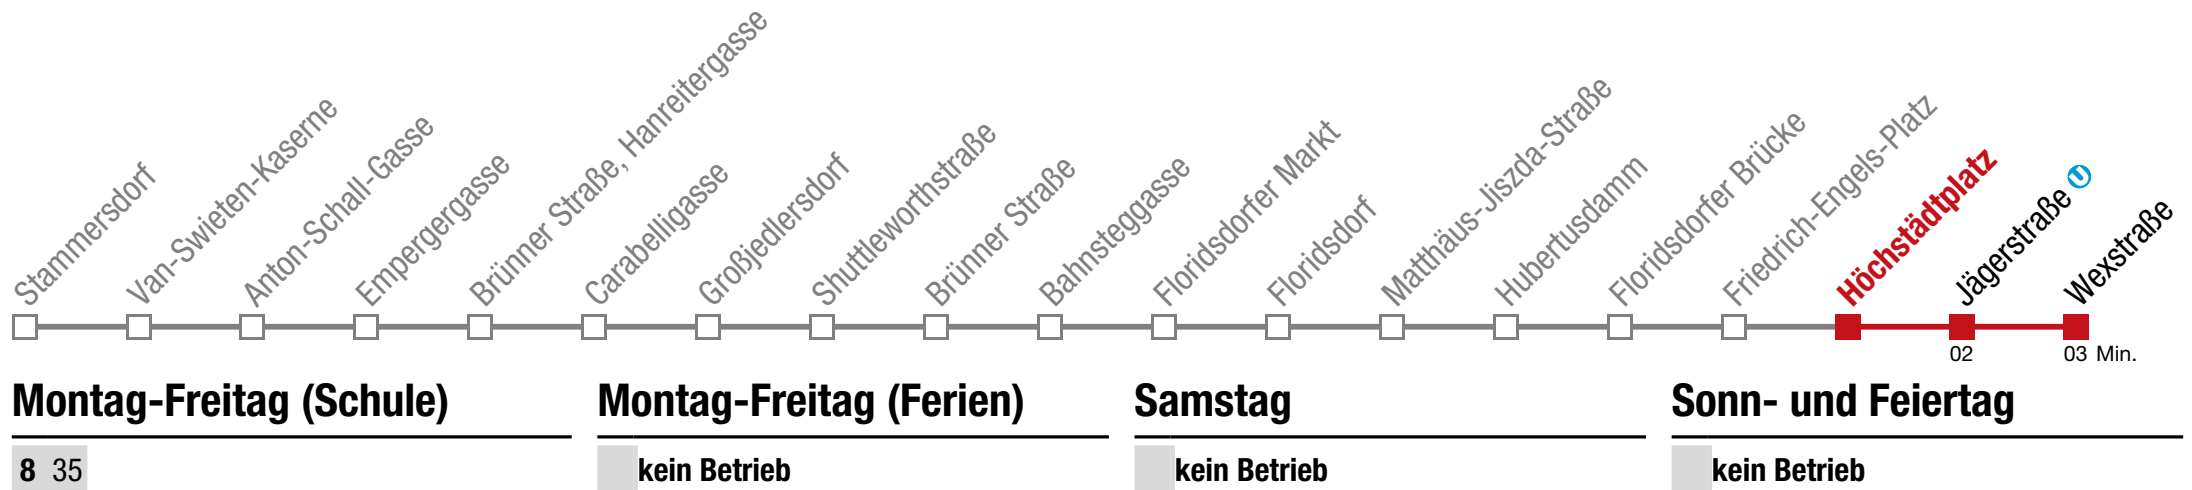 Stammersdorf
Van-Swieten-Kaserne
Anton-Schall-Gasse
Empergergasse
Brünner Straße, Hanreitergasse
Carabelligasse
Großjedlersdorf
Shuttleworthstraße
Brünner Straße
Bahnsteggasse
Floridsdorfer Markt
Floridsdorf
Matthäus-Jiszda-Straße
Hubertusdamm
Floridsdorfer Brücke
Friedrich-Engels-Platz
Höchstädtplatz
Jägerstraße U
Wexstraße
02 03 Min.
Montag-Freitag (Schule)
8 35
Montag-Freitag (Ferien)
kein Betrieb
Samstag
kein Betrieb
Sonn- und Feiertag
kein Betrieb